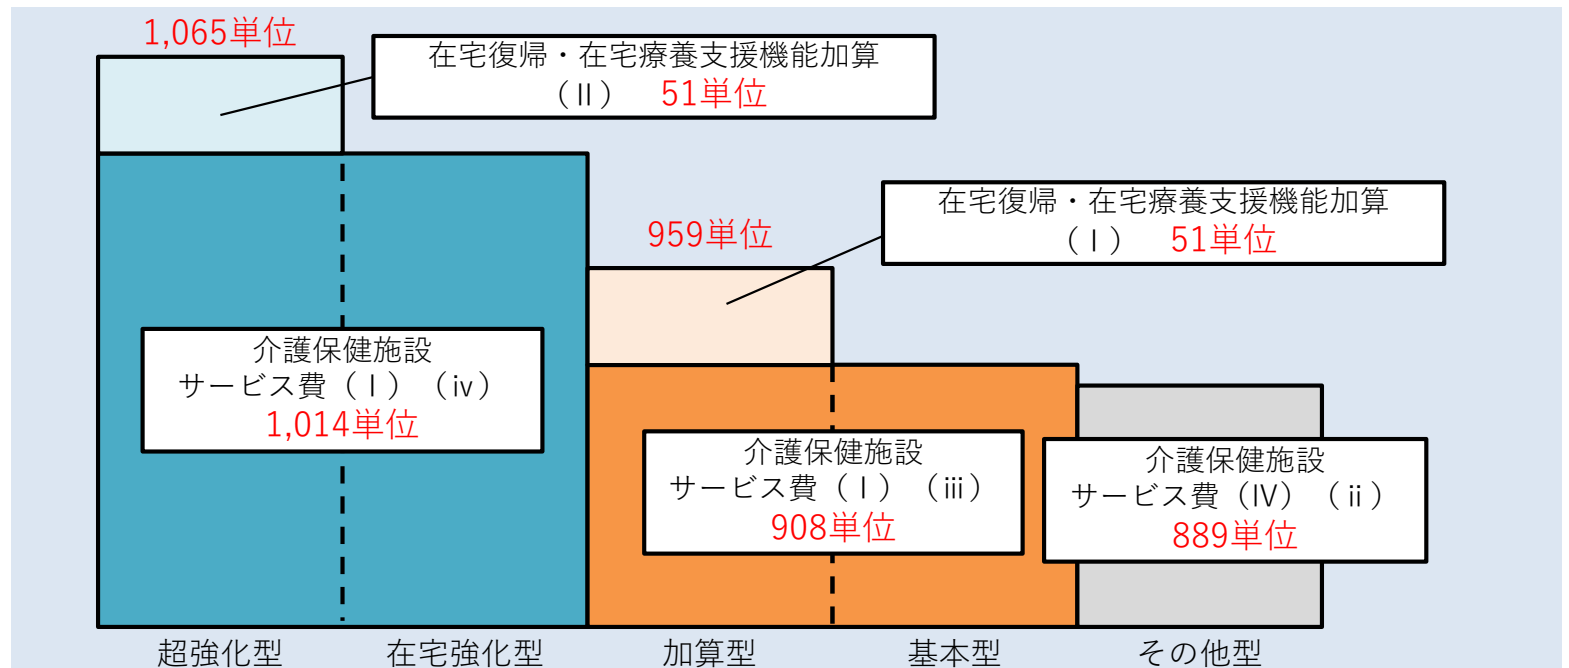 1,065単位
在宅復帰・在宅療養支援機能加算
（Ⅱ）　51単位
在宅復帰・在宅療養支援機能加算
（Ⅰ）　51単位
959単位
介護保健施設
サービス費（Ⅰ）（ⅳ）
1,014単位
介護保健施設
サービス費（Ⅰ）（ⅲ）
908単位
介護保健施設
サービス費（Ⅳ）（ⅱ）
889単位
超強化型　在宅強化型　加算型　基本型　その他型